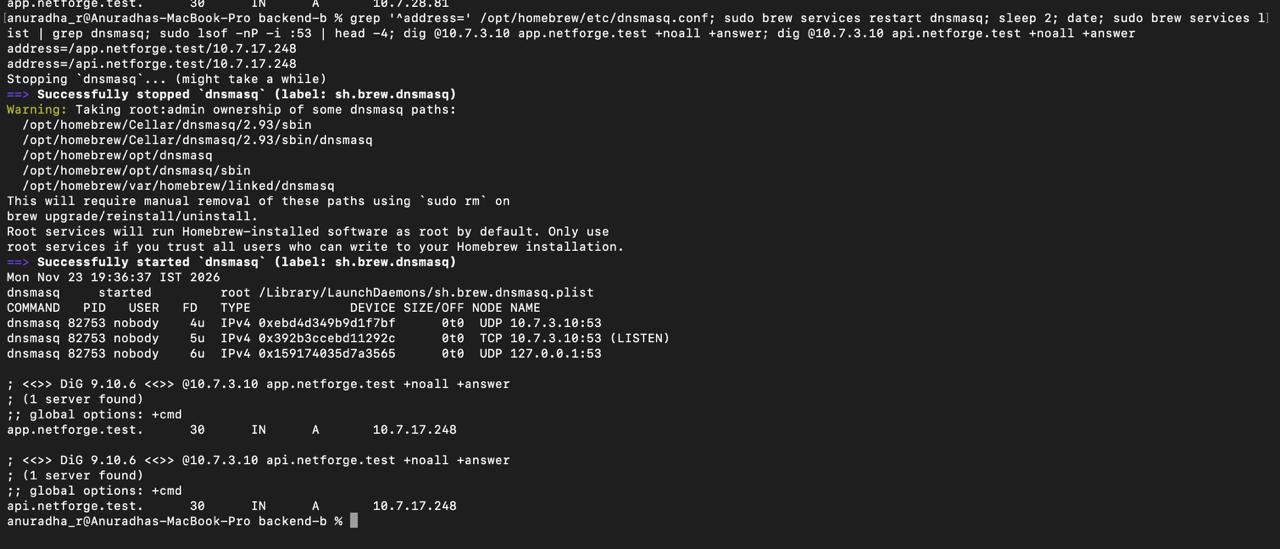 app.netforge.test. 30 IN A 10.7.28.81
[anuradha_r@Anuradhas-MacBook-Pro backend-b % grep '^address=' /opt/homebrew/etc/dnsmasq.conf; sudo brew services restart dnsmasq; sleep 2; date; sudo brew services l]
ist | grep dnsmasq; sudo lsof -nP -i :53 | head -4; dig @10.7.3.10 app.netforge.test +noall +answer; dig @10.7.3.10 api.netforge.test +noall +answer
address=/app.netforge.test/10.7.17.248
address=/api.netforge.test/10.7.17.248
Stopping `dnsmasq`... (might take a while)
==> Successfully stopped `dnsmasq` (label: sh.brew.dnsmasq)
Warning: Taking root:admin ownership of some dnsmasq paths:
  /opt/homebrew/Cellar/dnsmasq/2.93/sbin
  /opt/homebrew/Cellar/dnsmasq/2.93/sbin/dnsmasq
  /opt/homebrew/opt/dnsmasq
  /opt/homebrew/opt/dnsmasq/sbin
  /opt/homebrew/var/homebrew/linked/dnsmasq
This will require manual removal of these paths using `sudo rm` on
brew upgrade/reinstall/uninstall.
Root services will run Homebrew-installed software as root by default. Only use
root services if you trust all users who can write to your Homebrew installation.
==> Successfully started `dnsmasq` (label: sh.brew.dnsmasq)
Mon Nov 23 19:36:37 IST 2026
dnsmasq started root /Library/LaunchDaemons/sh.brew.dnsmasq.plist
COMMAND PID USER FD TYPE DEVICE SIZE/OFF NODE NAME
dnsmasq 82753 nobody 4u IPv4 0xebd4d349b9d1f7bf 0t0 UDP 10.7.3.10:53
dnsmasq 82753 nobody 5u IPv4 0x392b3ccebd11292c 0t0 TCP 10.7.3.10:53 (LISTEN)
dnsmasq 82753 nobody 6u IPv4 0x159174035d7a3565 0t0 UDP 127.0.0.1:53

; <<>> DiG 9.10.6 <<>> @10.7.3.10 app.netforge.test +noall +answer
; (1 server found)
;; global options: +cmd
app.netforge.test. 30 IN A 10.7.17.248

; <<>> DiG 9.10.6 <<>> @10.7.3.10 api.netforge.test +noall +answer
; (1 server found)
;; global options: +cmd
api.netforge.test. 30 IN A 10.7.17.248
anuradha_r@Anuradhas-MacBook-Pro backend-b %